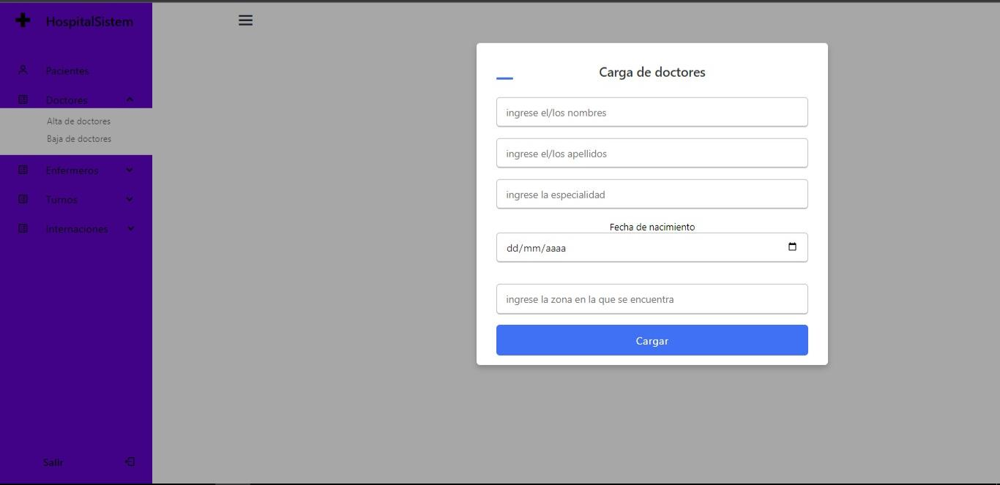 HospitalSistem
Pacientes
Doctores
Alta de doctores
Baja de doctores
Enfermeros
Turnos
Internaciones
Salir
Carga de doctores
ingrese el/los nombres
ingrese el/los apellidos
ingrese la especialidad
Fecha de nacimiento
dd/mm/aaaa
ingrese la zona en la que se encuentra
Cargar